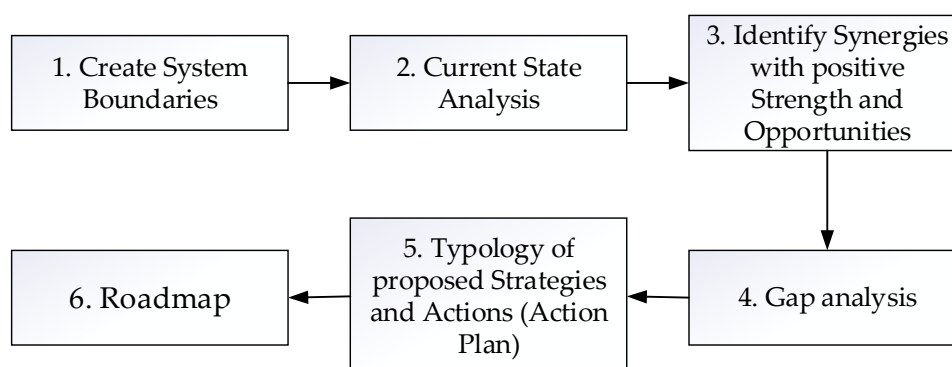 1. Create System
Boundaries
2. Current State
Analysis
3. Identify Synergies
with positive
Strength and
Opportunities
4. Gap analysis
5. Typology of
proposed Strategies
and Actions (Action
Plan)
6. Roadmap